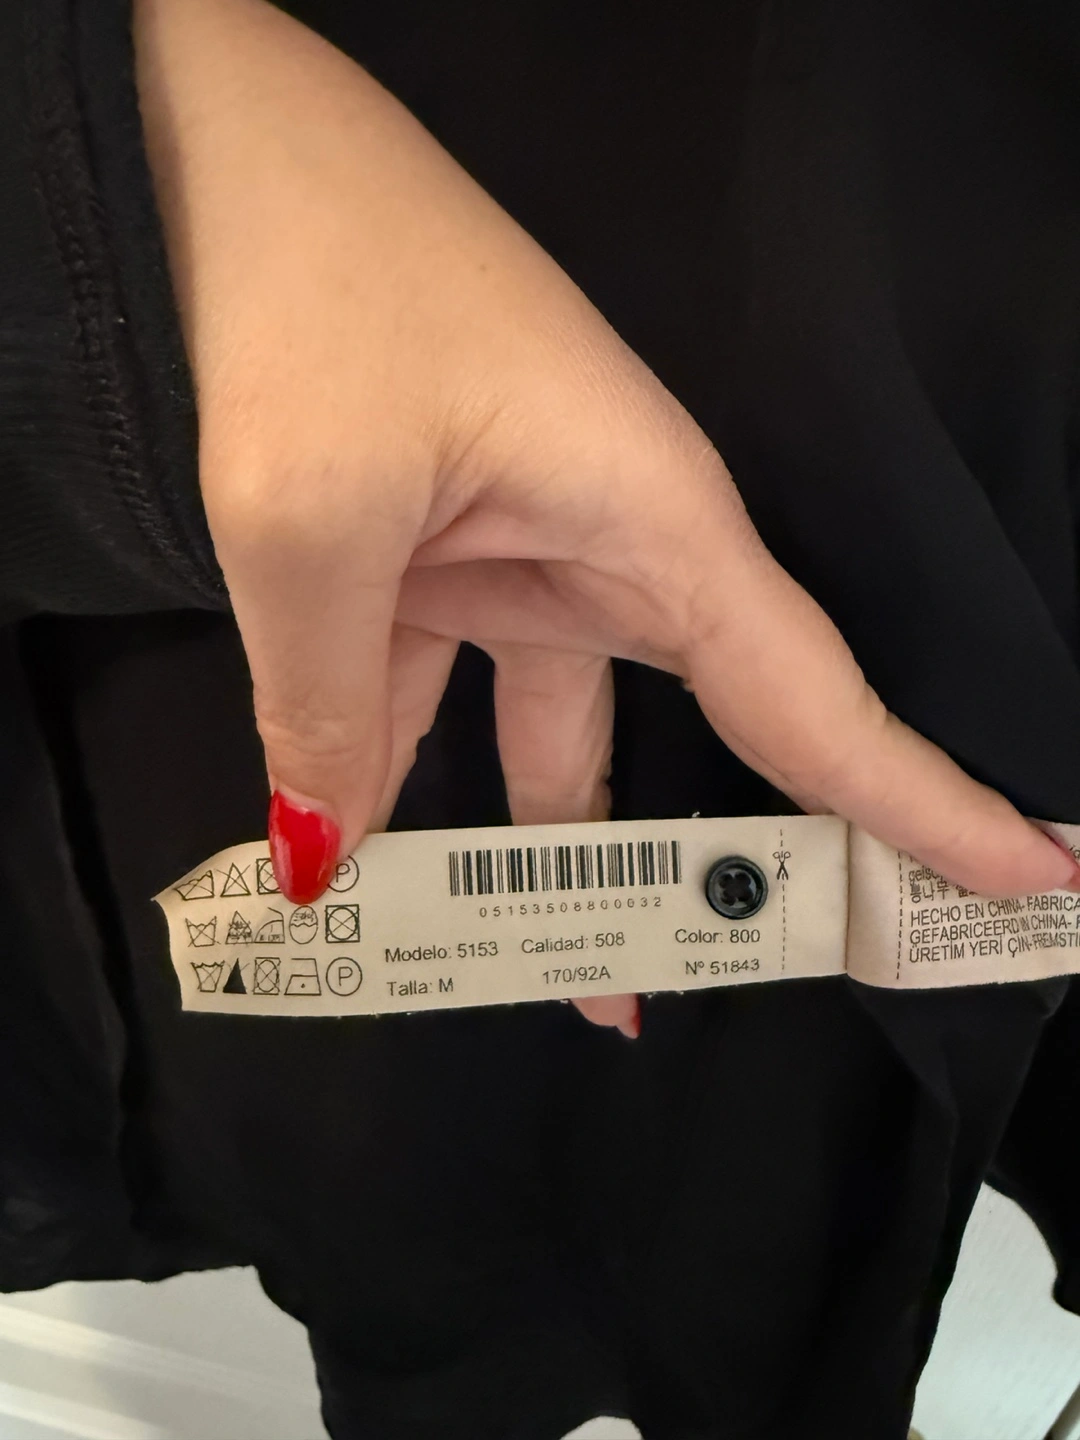 05153508800032
Modelo: 5153 Calidad: 508 Color: 800
Talla: M 170/92A Nº 51843
P
P
HECHO EN CHINA- FABRICA
GEFABRICEERD IN CHINA-
ÜRETİM YERİ ÇİN-FREMSTI